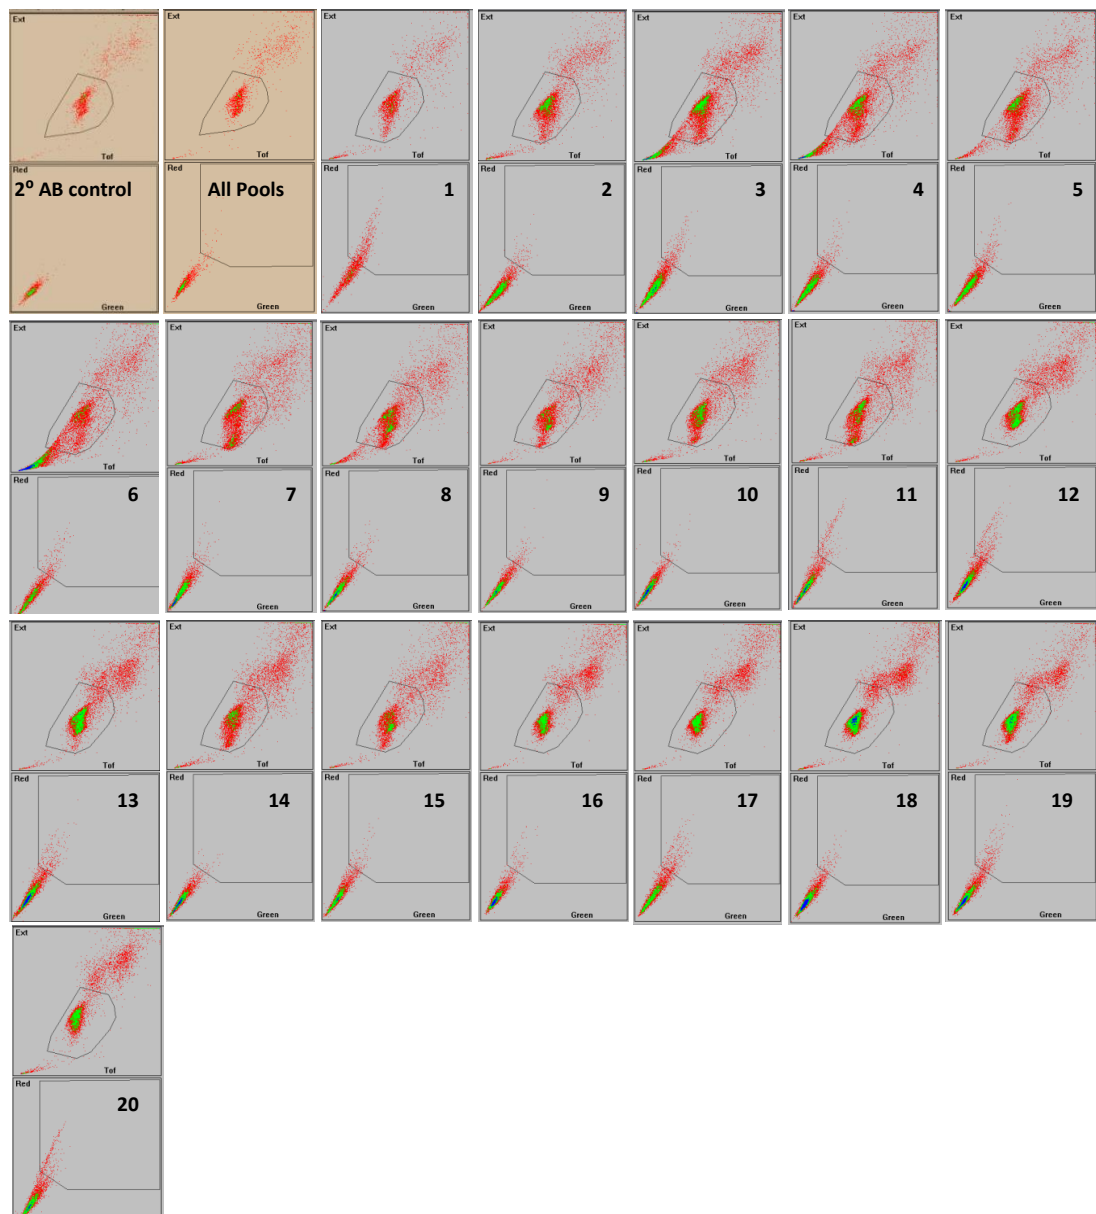 Ext Ext Ext Ext Ext Ext Ext
Tof Tof Tof Tof Tof Tof Tof
Red Red Red Red Red Red Red
2º AB control All Pools 1 2 3 4 5
Green Green Green Green Green Green Green
Ext Ext Ext Ext Ext Ext Ext
Tof Tof Tof Tof Tof Tof Tof
Red Red Red Red Red Red Red
6 7 8 9 10 11 12
Green Green Green Green Green Green Green
Ext Ext Ext Ext Ext Ext Ext
Tof Tof Tof Tof Tof Tof Tof
Red Red Red Red Red Red Red
13 14 15 16 17 18 19
Green Green Green Green Green Green Green
Ext
Tof
Red
20